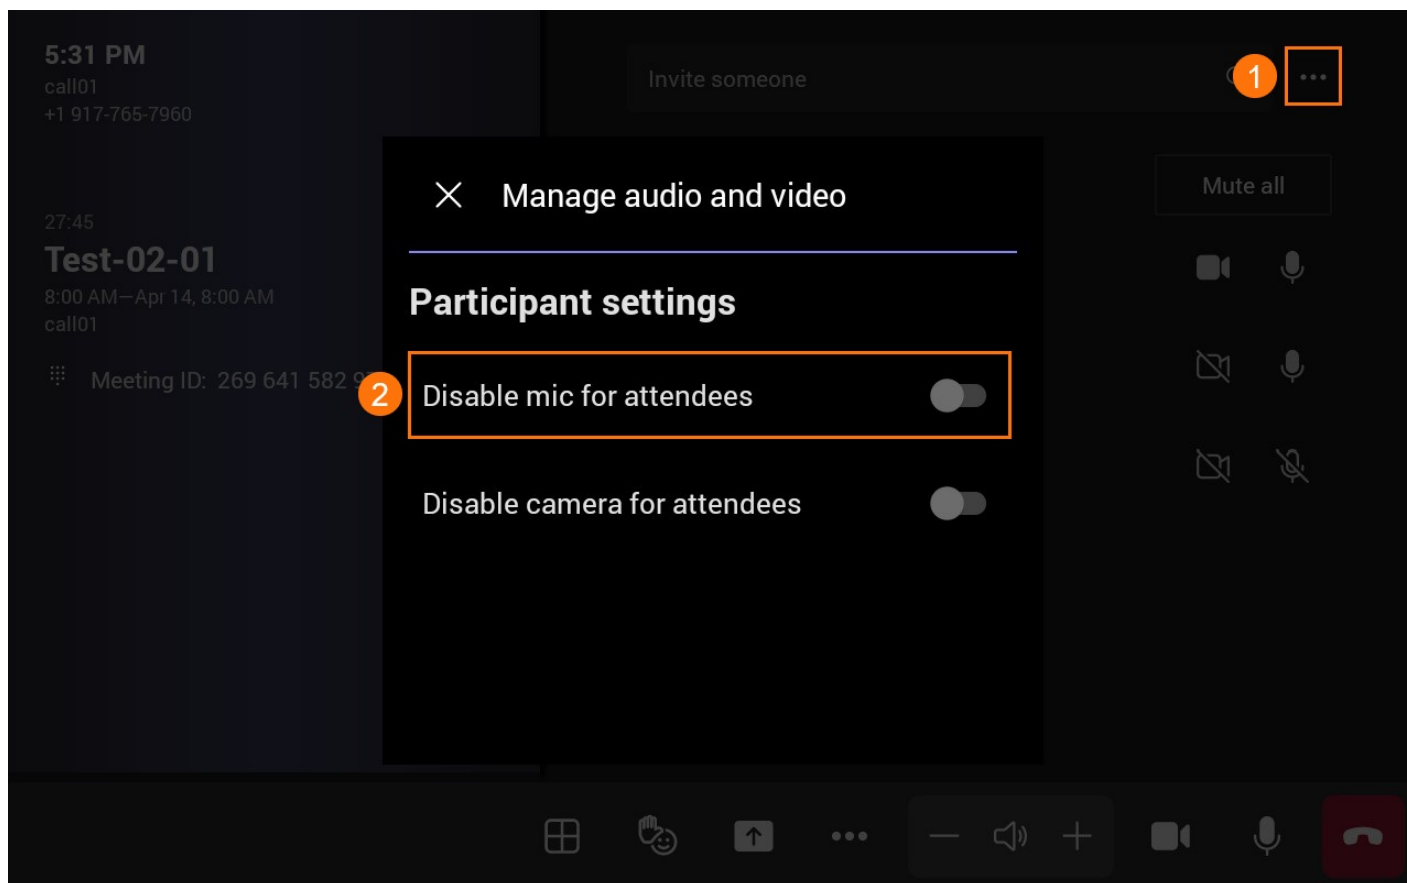 5:31 PM
call01
+1 917-765-7960
Invite someone
1
Manage audio and video
Mute all
27:45
Test-02-01
8:00 AM—Apr 14, 8:00 AM
call01
Participant settings
Meeting ID: 269 641 582
2
Disable mic for attendees
Disable camera for attendees